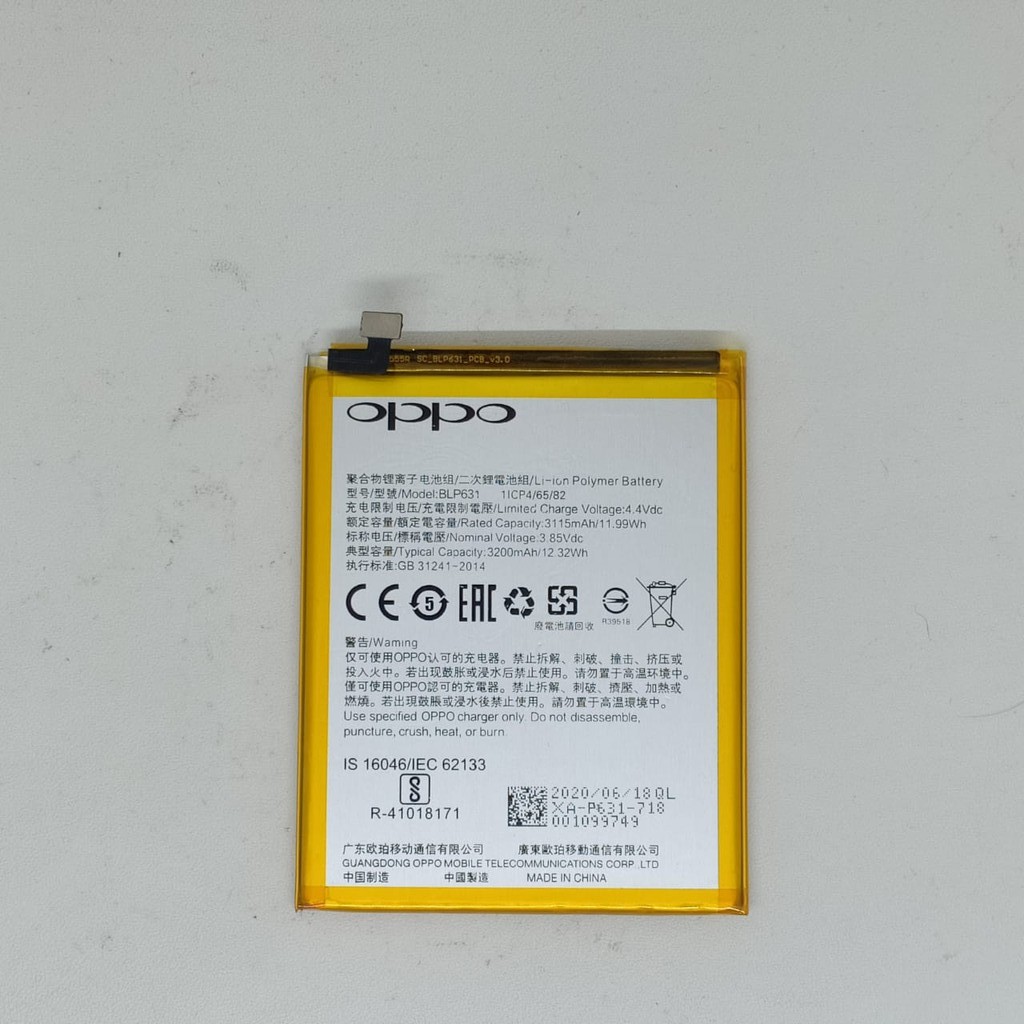 555R SC_BLP631_PCB_V3.0
oppo
聚合物锂离子电池组/二次鋰電池組/Li-ion Polymer Battery
型号/型號/Model:BLP631 1ICP4/65/82
充电限制电压/充電限制電壓/Limited Charge Voltage:4.4Vdc
额定容量/額定電容量/Rated Capacity:3115mAh/11.99Wh
标称电压/標稱電壓/Nominal Voltage:3.85Vdc
典型容量/Typical Capacity:3200mAh/12.32Wh
执行标准:GB 31241-2014
CE 5 EAC
廢電池請回收 R39518
警告/Warning
仅可使用OPPO认可的充电器。禁止拆解、刺破、撞击、挤压或
投入火中。若出现鼓胀或浸水后禁止使用。请勿置于高温环境中。
僅可使用OPPO認可的充電器。禁止拆解、刺破、擠壓、加熱或
燃燒。若出現鼓脹或浸水後禁止使用。請勿置于高溫環境中。
Use specified OPPO charger only. Do not disassemble,
puncture, crush, heat, or burn.
IS 16046/IEC 62133
R-41018171
2020/06/18QL
XA-P631-718
001099749
广东欧珀移动通信有限公司 廣東歐珀移動通信有限公司
GUANGDONG OPPO MOBILE TELECOMMUNICATIONS CORP .,LTD
中国制造 中國製造 MADE IN CHINA